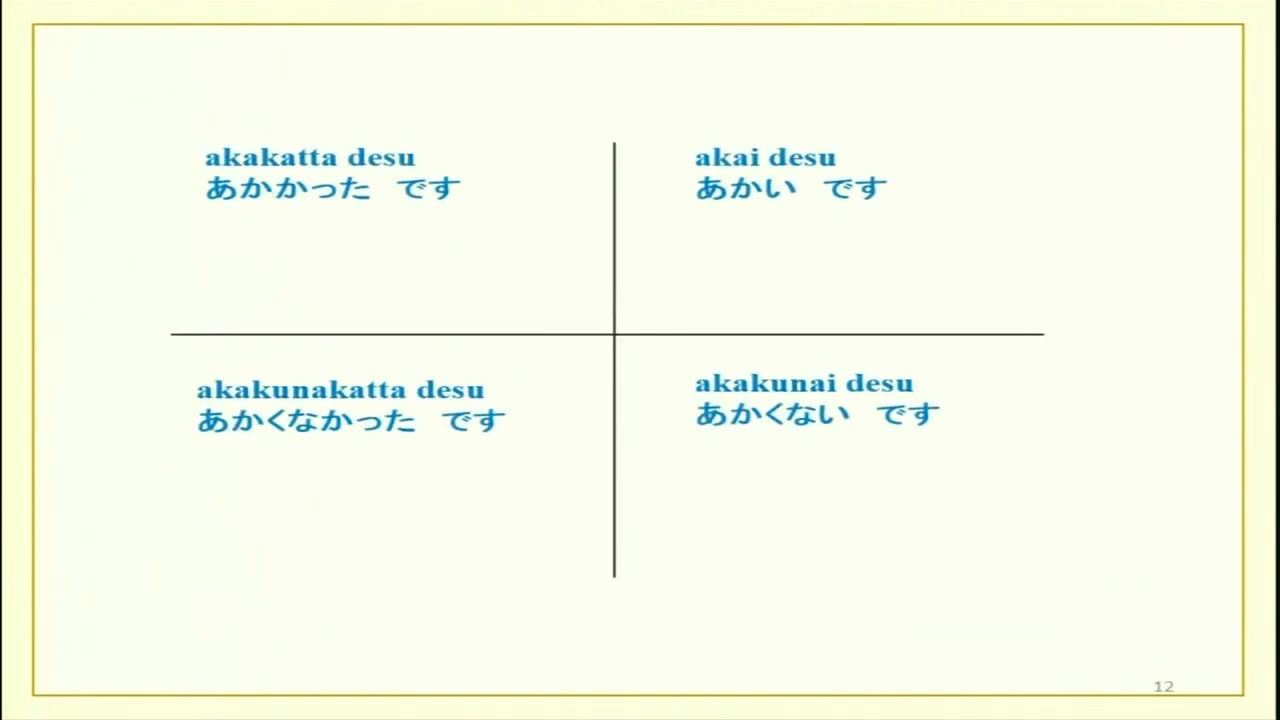 akakatta desu
あかかった　です
akai desu
あかい　です
akakunakatta desu
あかくなかった　です
akakunai desu
あかくない　です
12